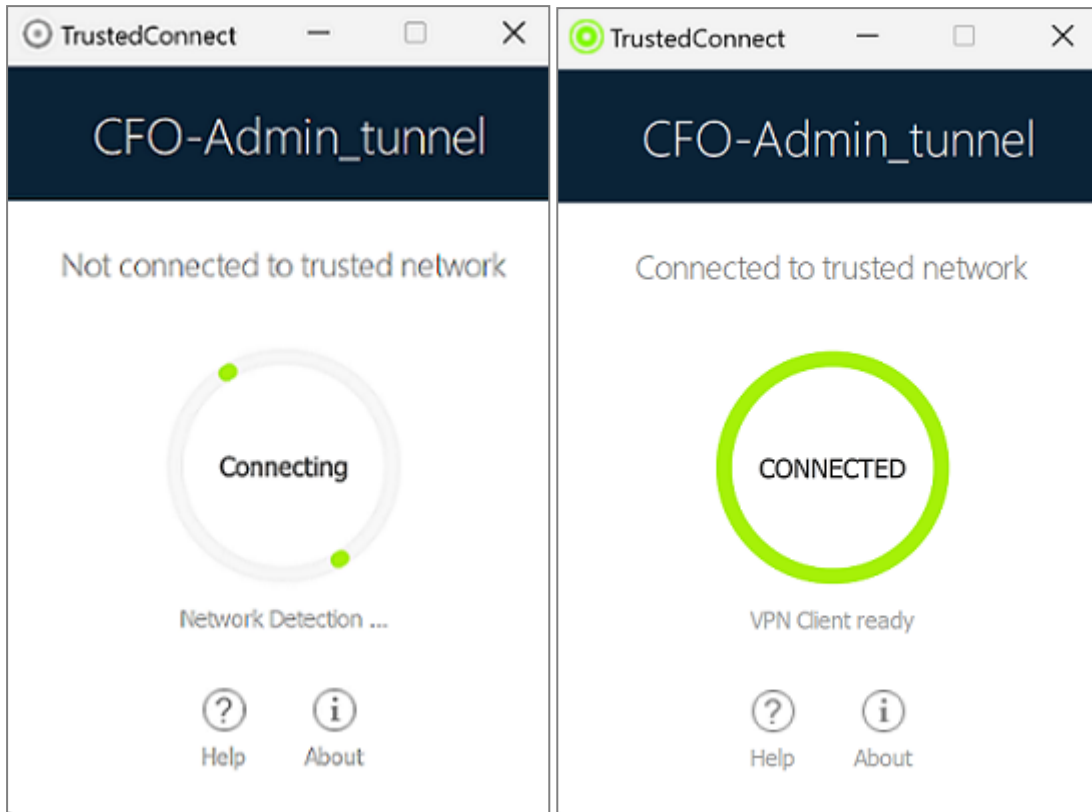 TrustedConnect
CFO-Admin_tunnel
Not connected to trusted network
Connecting
Network Detection ...
Help
About
TrustedConnect
CFO-Admin_tunnel
Connected to trusted network
CONNECTED
VPN Client ready
Help
About